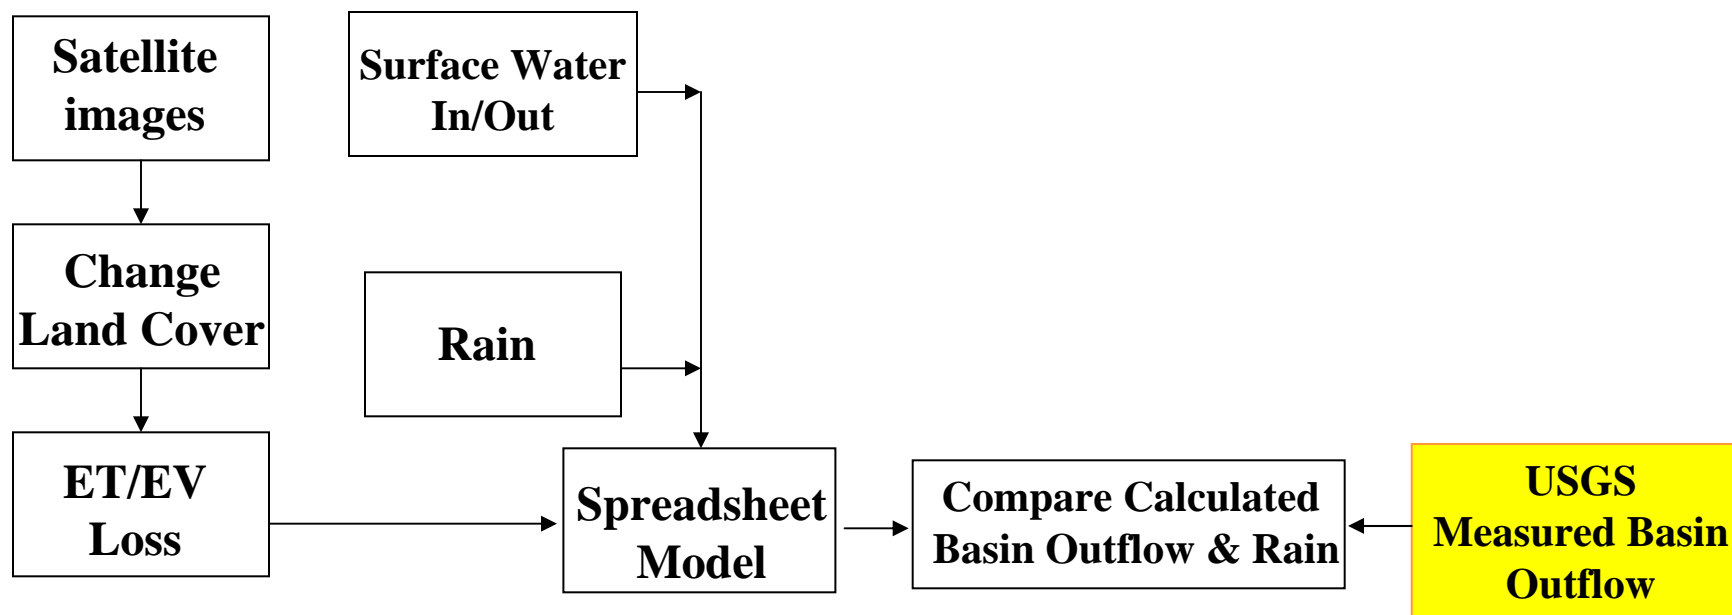 Satellite
images
Surface Water
In/Out
Change
Land Cover
Rain
ET/EV
Loss
Spreadsheet
Model
Compare Calculated
Basin Outflow & Rain
USGS
Measured Basin
Outflow